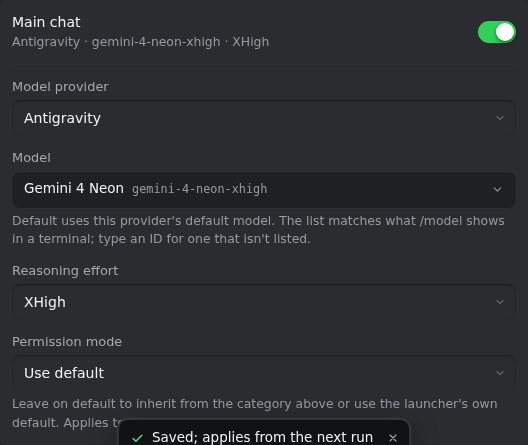 Main chat
Antigravity · gemini-4-neon-xhigh · XHigh
Model provider
Antigravity
Model
Gemini 4 Neon gemini-4-neon-xhigh
Default uses this provider's default model. The list matches what /model shows
in a terminal; type an ID for one that isn't listed.
Reasoning effort
XHigh
Permission mode
Use default
Leave on default to inherit from the category above or use the launcher's own
default. Applies
Saved; applies from the next run